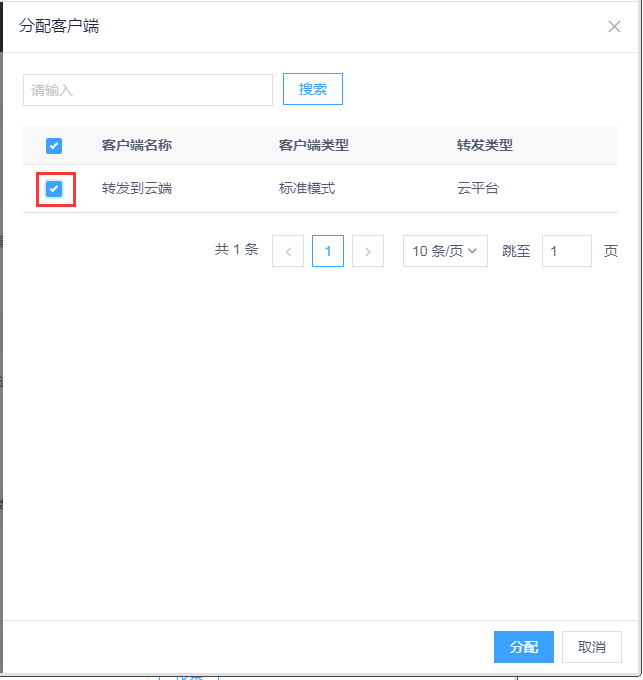 分配客户端
请输入 搜索
客户端名称 客户端类型 转发类型
转发到云端 标准模式 云平台
共 1 条 1 10 条/页 跳至 1 页
分配 取消